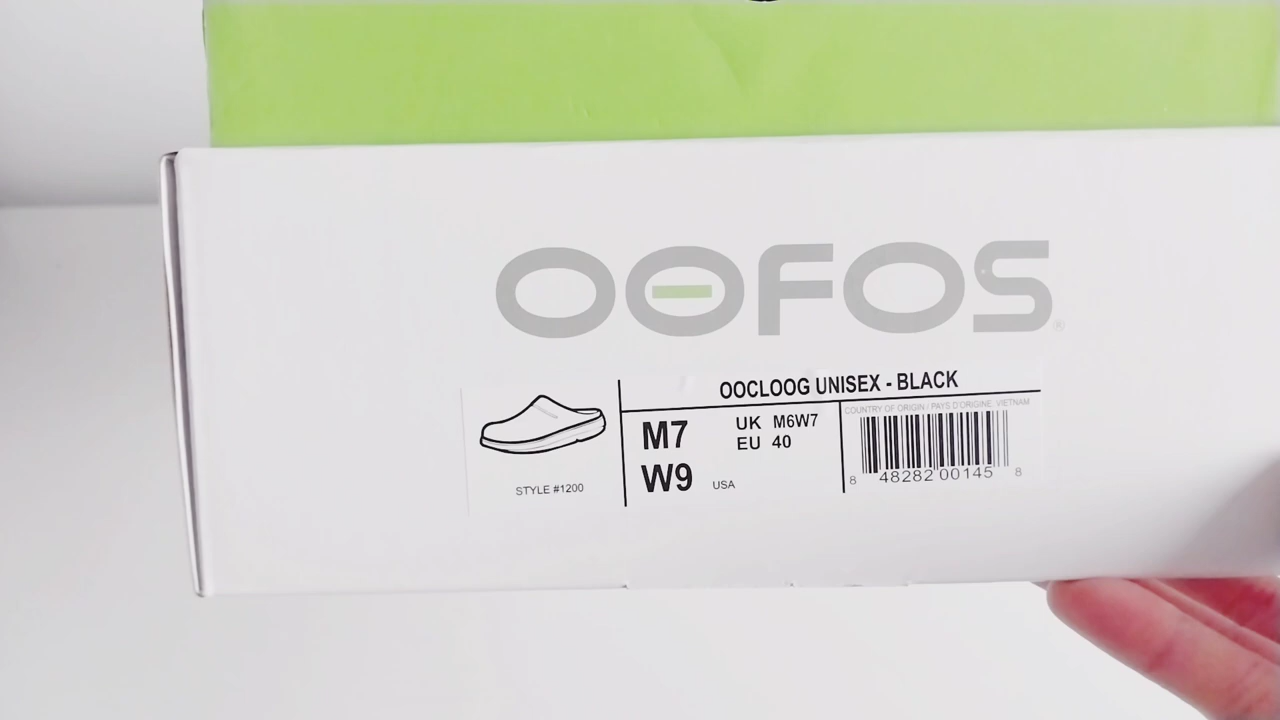 OOFOS®
OOCLOOG UNISEX - BLACK
M7
W9
USA
UK M6W7
EU 40
COUNTRY OF ORIGIN / PAYS D'ORIGINE VIETNAM
8 48282 00145 8
STYLE #1200